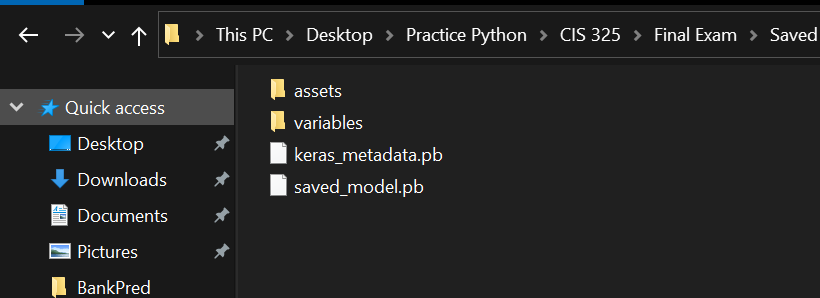 This PC > Desktop > Practice Python > CIS 325 > Final Exam > Saved
assets
variables
keras_metadata.pb
saved_model.pb
Quick access
Desktop
Downloads
Documents
Pictures
BankPred